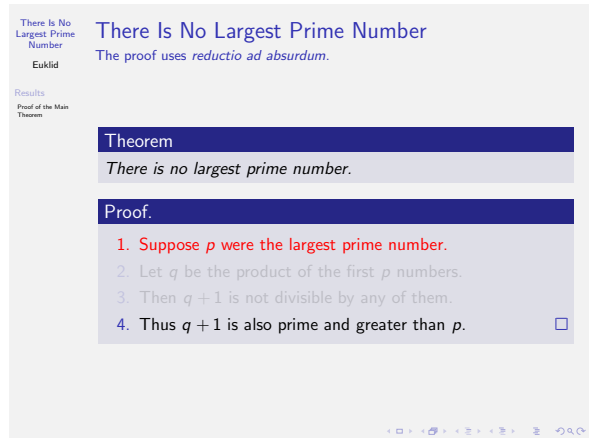 There Is No
Largest Prime
Number
Euklid
Results
Proof of the Main
Theorem
There Is No Largest Prime Number
The proof uses reductio ad absurdum.
Theorem
There is no largest prime number.
Proof.
1. Suppose p were the largest prime number.
2. Let q be the product of the first p numbers.
3. Then q + 1 is not divisible by any of them.
4. Thus q + 1 is also prime and greater than p. □